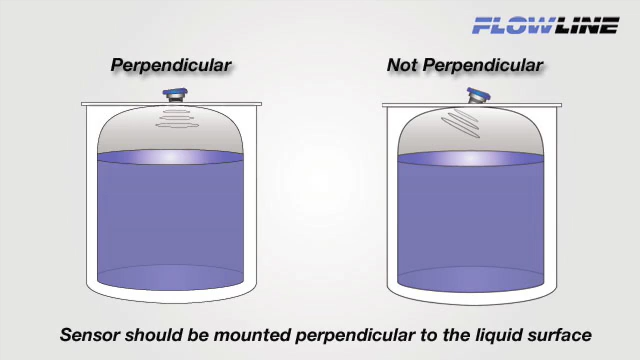 FLOWLINE
Perpendicular
Not Perpendicular
Sensor should be mounted perpendicular to the liquid surface